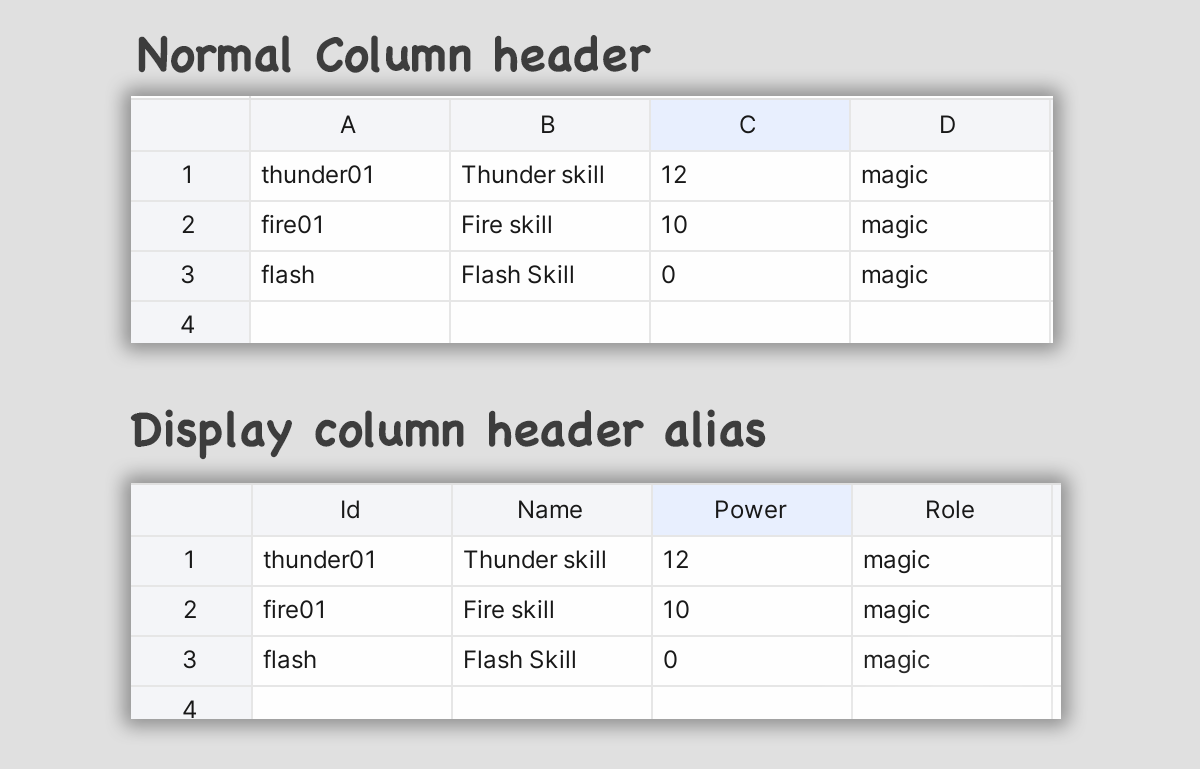 Normal Column header
A B C D
1 thunder01 Thunder skill 12 magic
2 fire01 Fire skill 10 magic
3 flash Flash Skill 0 magic
4
Display column header alias
Id Name Power Role
1 thunder01 Thunder skill 12 magic
2 fire01 Fire skill 10 magic
3 flash Flash Skill 0 magic
4